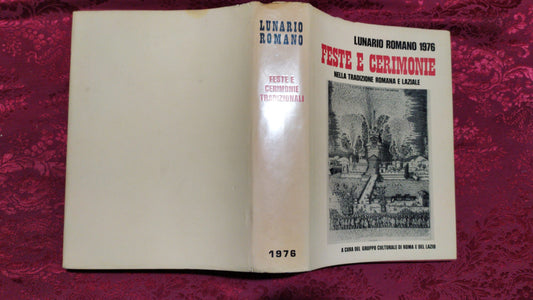 LUNARIO
ROMANO
FESTE E
CERIMONIE
TRADIZIONALI
1976
LUNARIO ROMANO 1976
FESTE E CERIMONIE
NELLA TRADIZIONE ROMANA E LAZIALE
A CURA DEL GRUPPO CULTURALE DI ROMA E DEL LAZIO